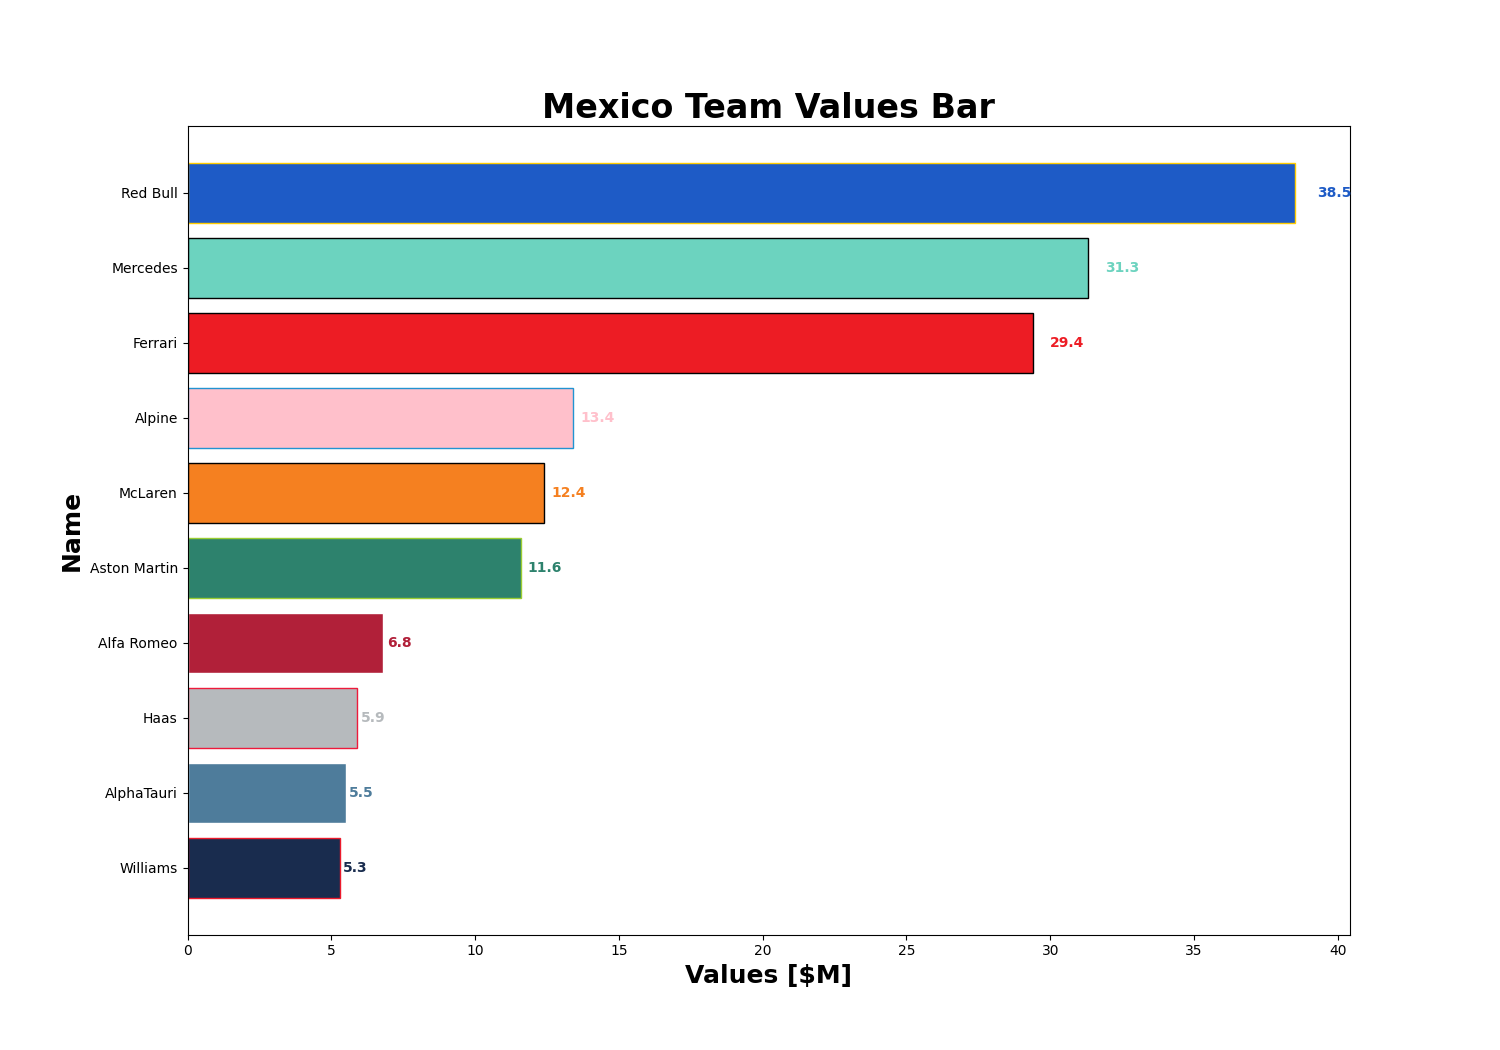 Mexico Team Values Bar
Red Bull 38.5
Mercedes 31.3
Ferrari 29.4
Alpine 13.4
McLaren 12.4
Name
Aston Martin 11.6
Alfa Romeo 6.8
Haas 5.9
AlphaTauri 5.5
Williams 5.3
0 5 10 15 20 25 30 35 40
Values [$M]